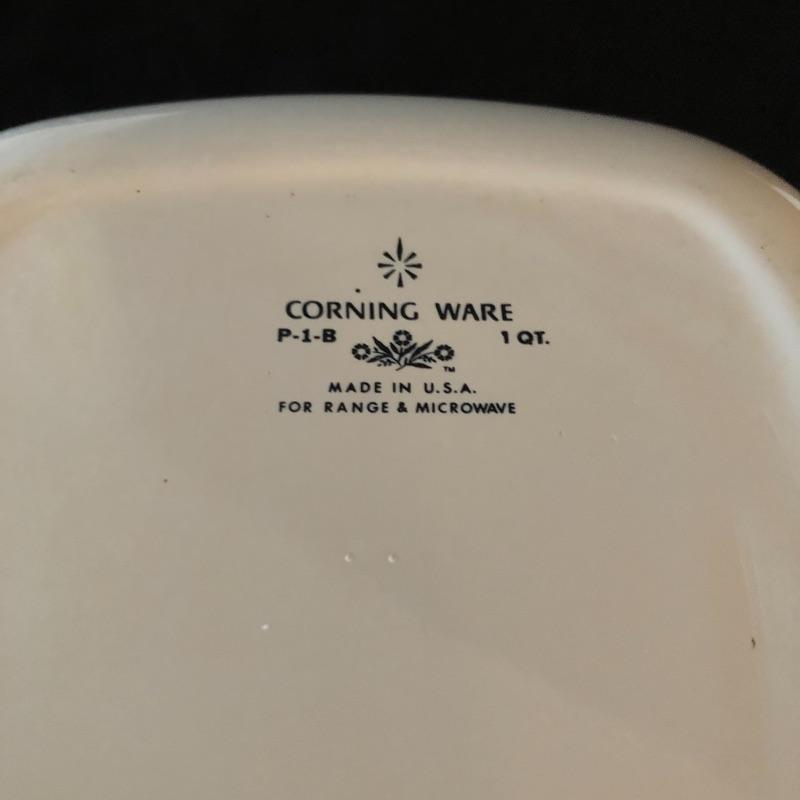 CORNING WARE
P-1-B 1 QT.
TM
MADE IN U.S.A.
FOR RANGE & MICROWAVE